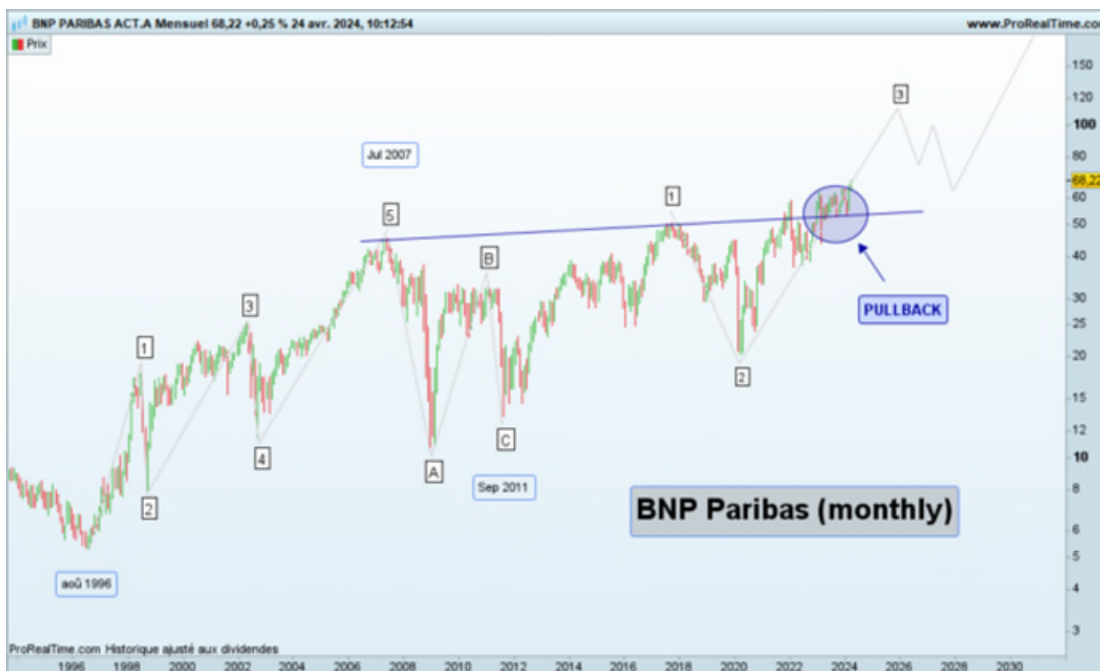 BNP PARIBAS ACT.A Mensuel 68,22 +0,25 % 24 avr. 2024, 10:12:54
www.ProRealTime.com
Prix
150
120
100
80
68,22
60
50
40
30
25
20
15
12
10
8
6
5
4
3
Jul 2007
1
2
3
4
5
A
B
C
1
2
3
PULLBACK
Sep 2011
BNP Paribas (monthly)
aoû 1996
ProRealTime.com Historique ajusté aux dividendes
1996 1998 2000 2002 2004 2006 2008 2010 2012 2014 2016 2018 2020 2022 2024 2026 2028 2030